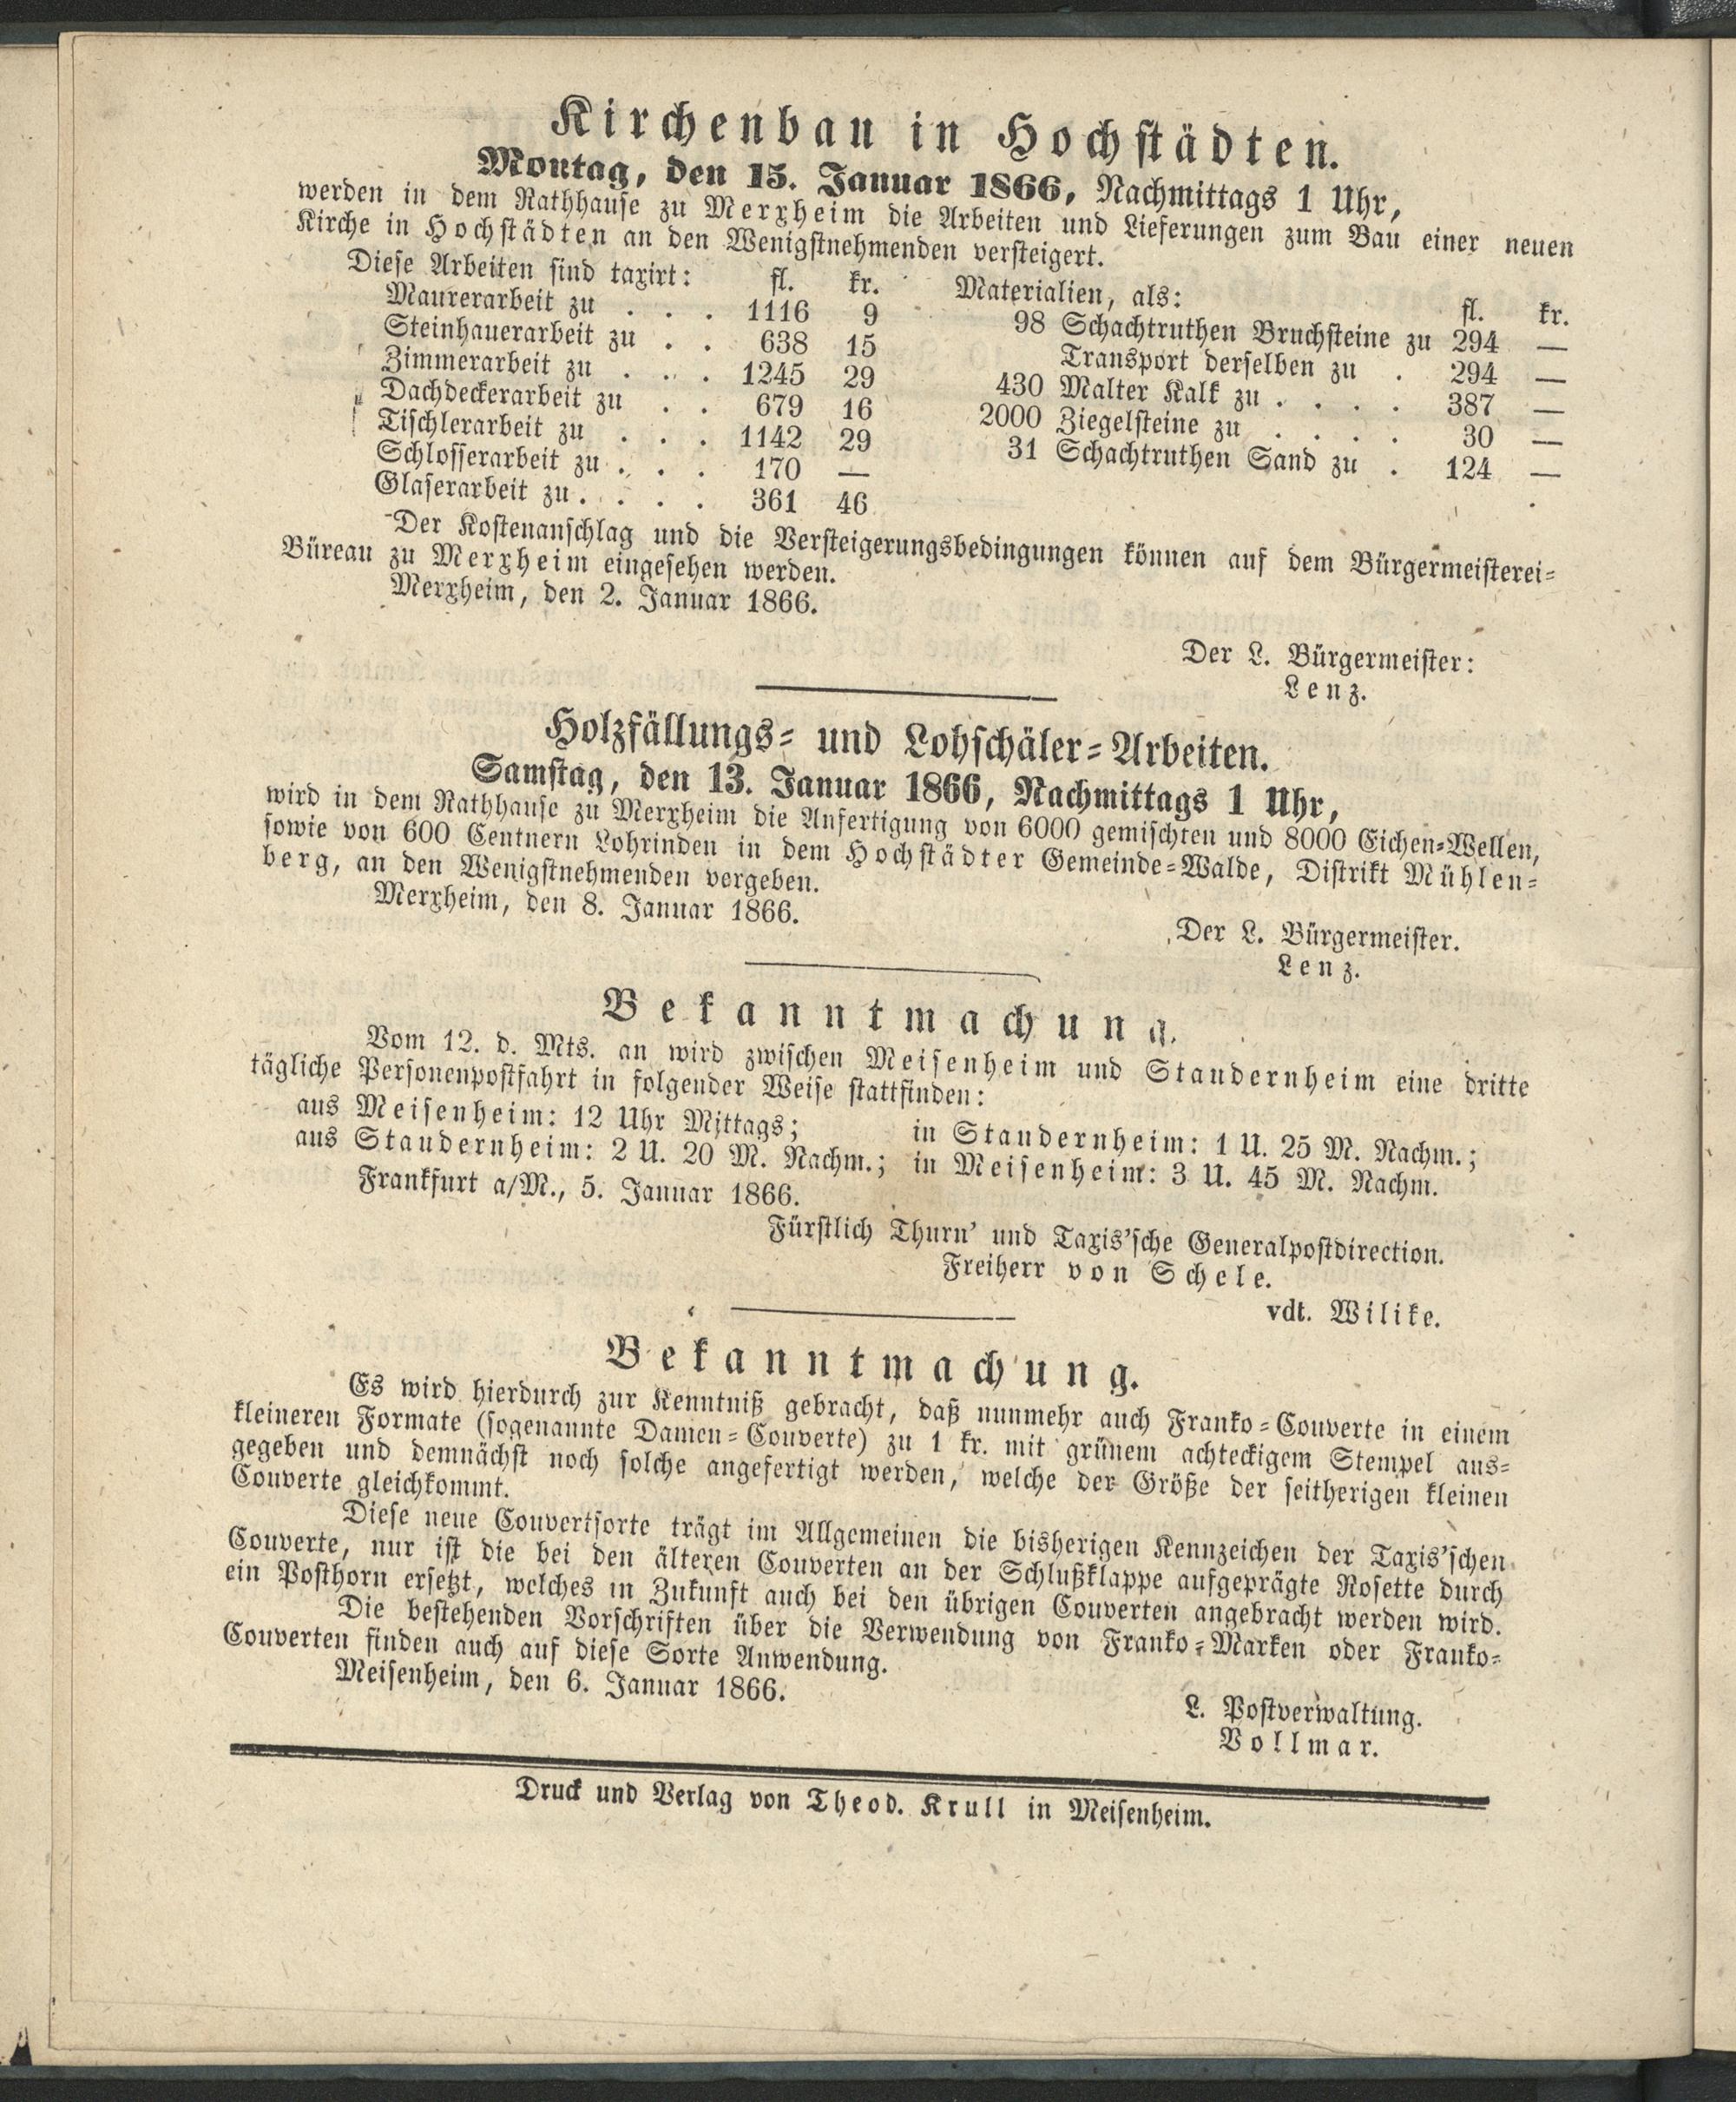 Kirchenbau in Hochstädten.
Montag, den 15. Januar 1866, Nachmittags 1 Uhr,
werden in dem Rathhause zu Merxheim die Arbeiten und Lieferungen zum Bau einer neuen
Kirche in Hochstädten an den Wenigstnehmenden versteigert.
Diese Arbeiten sind taxirt: fl. kr.
Maurerarbeit zu . . . 1116 9
Steinhauerarbeit zu . . 638 15
Zimmerarbeit zu . . . 1245 29
Dachdeckerarbeit zu . . 679 16
Tischlerarbeit zu . . . 1142 29
Schlosserarbeit zu . . . 170 —
Glaserarbeit zu . . . . 361 46
Materialien, als: fl. kr.
98 Schachtruthen Bruchsteine zu 294 —
Transport derselben zu . 294 —
430 Malter Kalk zu . . . . 387 —
2000 Ziegelsteine zu . . . . 30 —
31 Schachtruthen Sand zu . 124 —
Der Kostenanschlag und die Versteigerungsbedingungen können auf dem Bürgermeisterei-
Büreau zu Merxheim eingesehen werden.
Merxheim, den 2. Januar 1866.
Der L. Bürgermeister:
Lenz.
Holzfällungs- und Lohschäler-Arbeiten.
Samstag, den 13. Januar 1866, Nachmittags 1 Uhr,
wird in dem Rathhause zu Merxheim die Anfertigung von 6000 gemischten und 8000 Eichen-Wellen,
sowie von 600 Centnern Lohrinden in dem Hochstädter Gemeinde-Walde, Distrikt Mühlen-
berg, an den Wenigstnehmenden vergeben.
Merxheim, den 8. Januar 1866.
Der L. Bürgermeister.
Lenz.
Bekanntmachung.
Vom 12. d. Mts. an wird zwischen Meisenheim und Staudernheim eine dritte
tägliche Personenpostfahrt in folgender Weise stattfinden:
aus Meisenheim: 12 Uhr Mittags; in Staudernheim: 1 U. 25 M. Nachm.;
aus Staudernheim: 2 U. 20 M. Nachm.; in Meisenheim: 3 U. 45 M. Nachm.
Frankfurt a/M., 5. Januar 1866.
Fürstlich Thurn' und Taxis'sche Generalpostdirection.
Freiherr von Schele.
vdt. Wilike.
Bekanntmachung.
Es wird hierdurch zur Kenntniß gebracht, daß nunmehr auch Franko-Couverte in einem
kleineren Formate (sogenannte Damen-Couverte) zu 1 kr. mit grünem achteckigem Stempel aus-
gegeben und demnächst noch solche angefertigt werden, welche der Größe der seitherigen kleinen
Couverte gleichkommt.
Diese neue Couvertsorte trägt im Allgemeinen die bisherigen Kennzeichen der Taxis'schen
Couverte, nur ist die bei den älteren Couverten an der Schlußklappe aufgeprägte Rosette durch
ein Posthorn ersetzt, welches in Zukunft auch bei den übrigen Couverten angebracht werden wird.
Die bestehenden Vorschriften über die Verwendung von Franko-Marken oder Franko-
Couverten finden auch auf diese Sorte Anwendung.
Meisenheim, den 6. Januar 1866.
L. Postverwaltung.
Vollmar.
Druck und Verlag von Theod. Krull in Meisenheim.